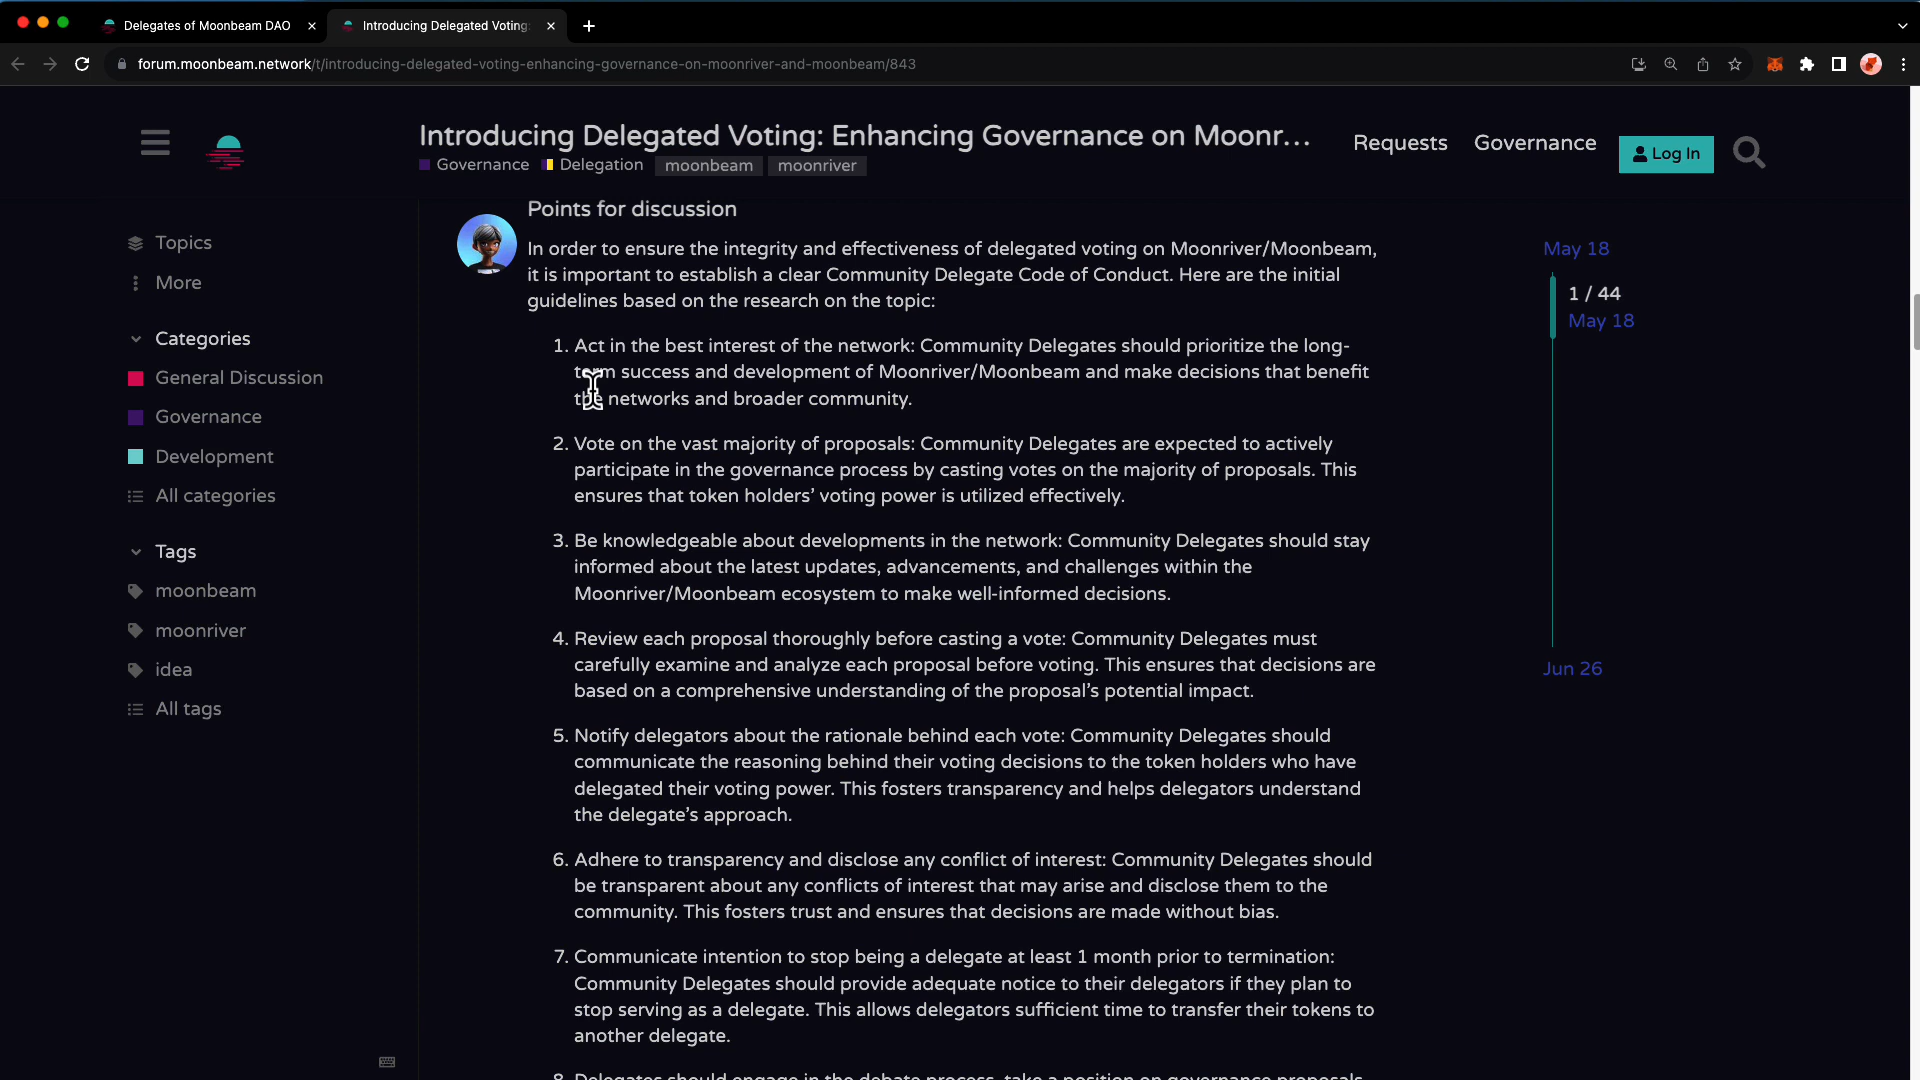 Delegates of Moonbeam DAO
Introducing Delegated Voting:
forum.moonbeam.network/t/introducing-delegated-voting-enhancing-governance-on-moonriver-and-moonbeam/843
Introducing Delegated Voting: Enhancing Governance on Moonr...
Governance Delegation moonbeam moonriver
Requests Governance Log In
Topics
More
Categories
General Discussion
Governance
Development
All categories
Tags
moonbeam
moonriver
idea
All tags
Points for discussion
In order to ensure the integrity and effectiveness of delegated voting on Moonriver/Moonbeam,
it is important to establish a clear Community Delegate Code of Conduct. Here are the initial
guidelines based on the research on the topic:
1. Act in the best interest of the network: Community Delegates should prioritize the long-
term success and development of Moonriver/Moonbeam and make decisions that benefit
the networks and broader community.
2. Vote on the vast majority of proposals: Community Delegates are expected to actively
participate in the governance process by casting votes on the majority of proposals. This
ensures that token holders’ voting power is utilized effectively.
3. Be knowledgeable about developments in the network: Community Delegates should stay
informed about the latest updates, advancements, and challenges within the
Moonriver/Moonbeam ecosystem to make well-informed decisions.
4. Review each proposal thoroughly before casting a vote: Community Delegates must
carefully examine and analyze each proposal before voting. This ensures that decisions are
based on a comprehensive understanding of the proposal’s potential impact.
5. Notify delegators about the rationale behind each vote: Community Delegates should
communicate the reasoning behind their voting decisions to the token holders who have
delegated their voting power. This fosters transparency and helps delegators understand
the delegate’s approach.
6. Adhere to transparency and disclose any conflict of interest: Community Delegates should
be transparent about any conflicts of interest that may arise and disclose them to the
community. This fosters trust and ensures that decisions are made without bias.
7. Communicate intention to stop being a delegate at least 1 month prior to termination:
Community Delegates should provide adequate notice to their delegators if they plan to
stop serving as a delegate. This allows delegators sufficient time to transfer their tokens to
another delegate.
8. Delegates should engage in the debate process, take a position on governance proposals
May 18
1 / 44
May 18
Jun 26